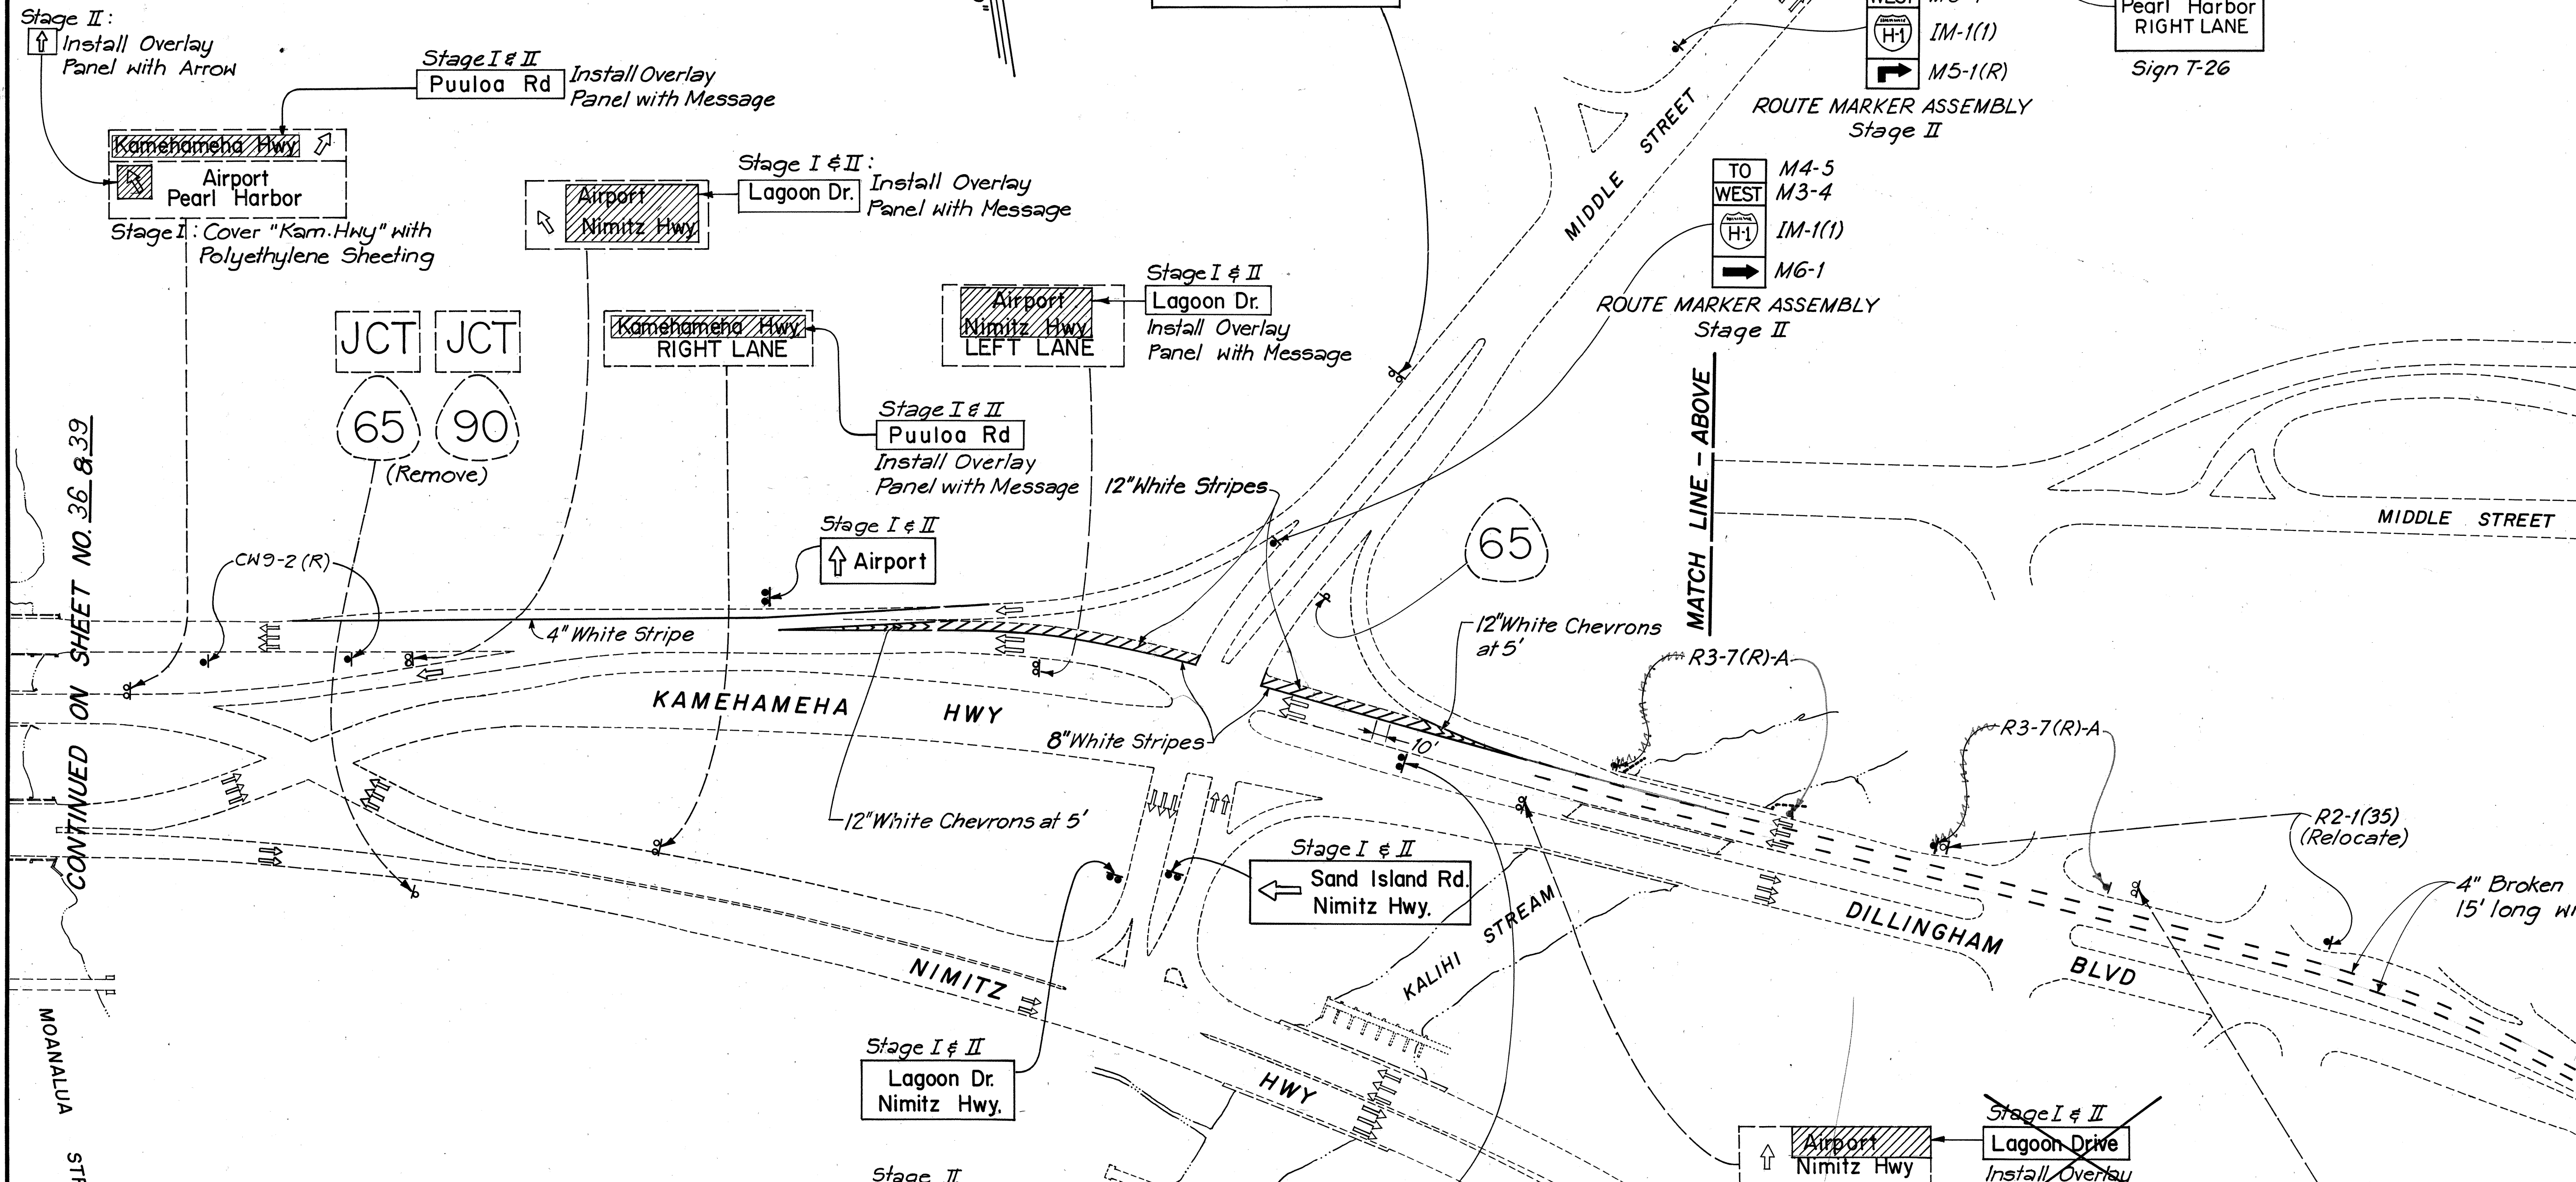 Stage II:
Install Overlay
Panel with Arrow
Stage I & II
Puuloa Rd
Install Overlay
Panel with Message
Kamehameha Hwy
Airport
Pearl Harbor
Stage I: Cover "Kam. Hwy" with
Polyethylene Sheeting
Airport
Nimitz Hwy
Stage I & II:
Lagoon Dr.
Install Overlay
Panel with Message
JCT
JCT
65
90
(Remove)
Kamehameha Hwy
RIGHT LANE
Stage I & II
Puuloa Rd
Install Overlay
Panel with Message
Airport
Nimitz Hwy
LEFT LANE
Stage I & II
Lagoon Dr.
Install Overlay
Panel with Message
WEST
H-1
IM-1(1)
M5-1(R)
ROUTE MARKER ASSEMBLY
Stage II
Pearl Harbor
RIGHT LANE
Sign T-26
TO
M4-5
WEST
M3-4
H-1
IM-1(1)
M6-1
ROUTE MARKER ASSEMBLY
Stage II
MIDDLE STREET
MATCH LINE - ABOVE
MIDDLE STREET
CONTINUED ON SHEET NO. 36 & 39
CW9-2 (R)
Stage I & II
Airport
12" White Stripes
65
4" White Stripe
12" White Chevrons
at 5'
R3-7(R)-A
R3-7(R)-A
KAMEHAMEHA HWY
8" White Stripes
10'
12" White Chevrons at 5'
R2-1(35)
(Relocate)
Stage I & II
Sand Island Rd.
Nimitz Hwy.
4" Broken
15' long
KALIHI STREAM
DILLINGHAM BLVD
NIMITZ HWY
MOANALUA
Stage I & II
Lagoon Dr.
Nimitz Hwy.
Stage II
Airport
Nimitz Hwy
Stage I & II
Lagoon Drive
Install Overlay